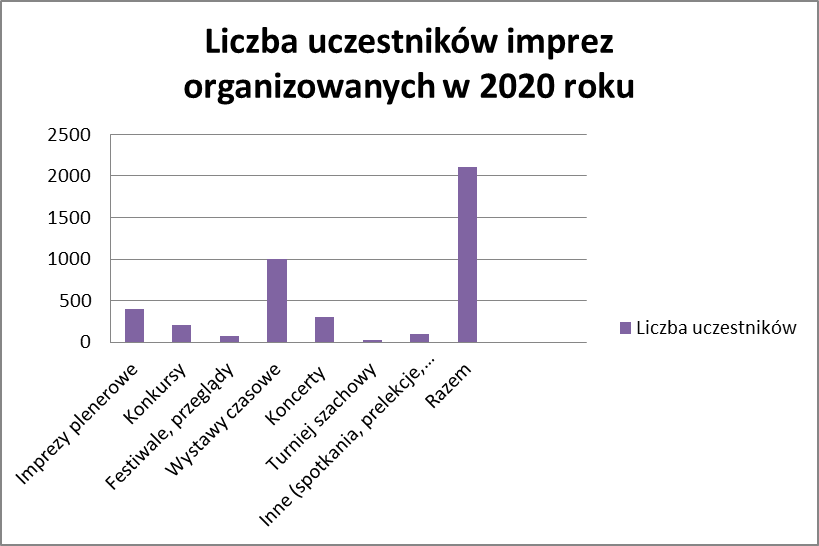 Liczba uczestników imprez
organizowanych w 2020 roku
2500
2000
1500
1000
500
0
Imprezy plenerowe
Konkursy
Festiwale, przeglądy
Wystawy czasowe
Koncerty
Turniej szachowy
Inne (spotkania, prelekcje,...
Razem
Liczba uczestników